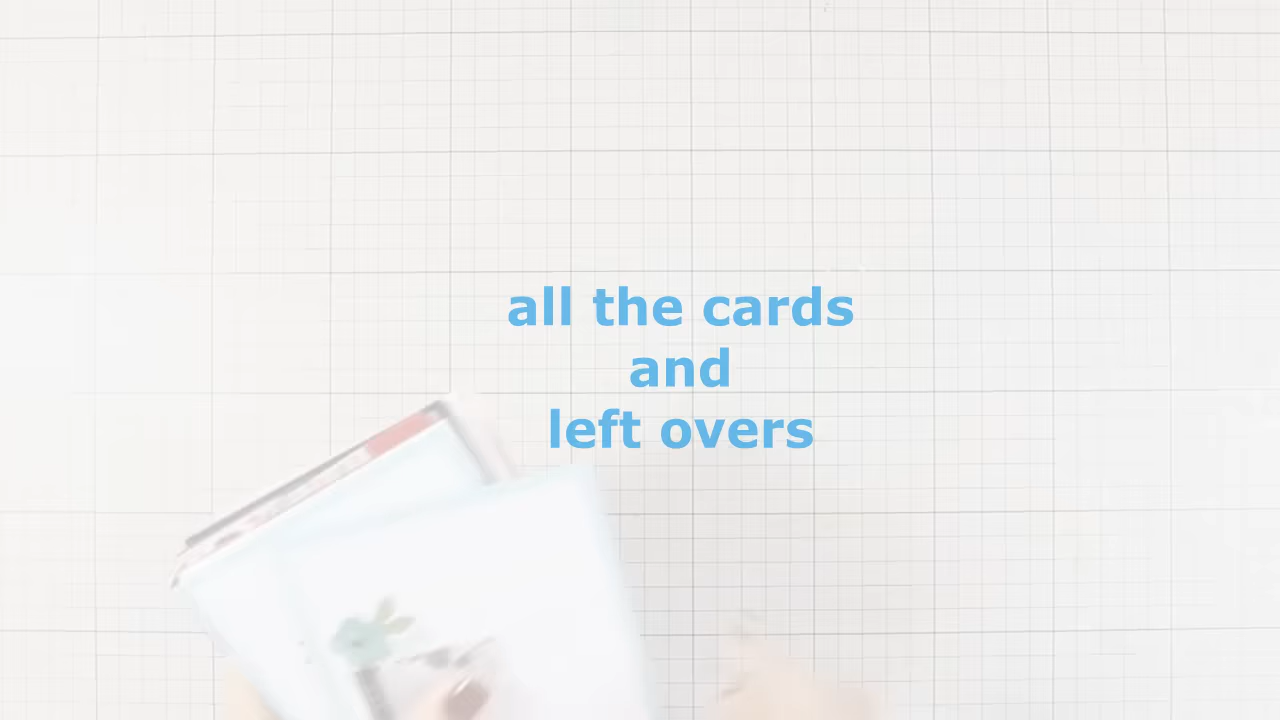 all the cards
and
left overs